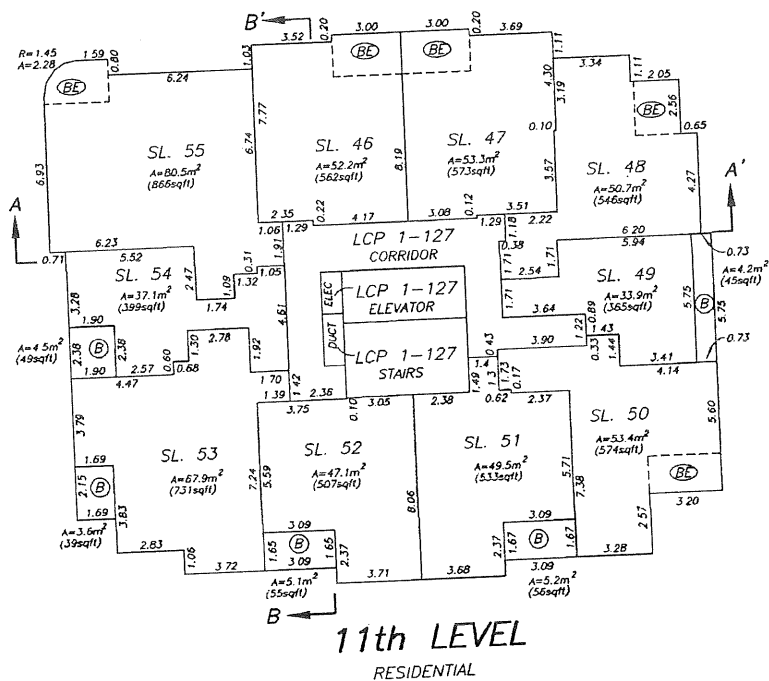 B'
3.52
0.20
3.00
3.00
0.20
3.69
R= 1.45
A= 2.28
1.59
0.80
BE
6.24
1.03
BE
BE
1.11
3.34
1.11
2.05
BE
2.56
0.65
4.30
3.19
7.77
6.74
8.19
0.10
3.57
6.93
SL. 55
A=80.5m²
(866sqft)
SL. 46
A=52.2m²
(562sqft)
SL. 47
A=53.3m²
(573sqft)
SL. 48
A=50.7m²
(546sqft)
4.27
A
A'
2.35
0.22
4.17
3.08
0.12
1.29
3.51
2.22
1.06
1.29
1.91
1.18
0.38
6.20
5.94
0.73
0.71
6.23
5.52
LCP 1-127
CORRIDOR
1.71
1.71
2.54
1.71
SL. 54
A=37.1m²
(399sqft)
2.47
1.74
1.09
1.32
0.31
1.05
ELEC
LCP 1-127
ELEVATOR
SL. 49
A=33.9m²
(365sqft)
5.75
B
5.75
A=4.2m²
(45sqft)
3.28
4.61
3.64
0.89
1.22
1.43
0.33
1.44
1.90
A=4.5m²
(49sqft)
2.38
B
2.38
1.90
4.47
2.57
0.60
0.68
1.30
2.78
1.92
1.70
DUCT
LCP 1-127
STAIRS
0.43
3.90
3.41
4.14
0.73
1.4
1.49
1.3
1.73
0.17
0.62
2.37
1.39
1.42
2.36
3.75
0.10
3.05
2.38
3.79
SL. 53
A=67.9m²
(731sqft)
SL. 52
A=47.1m²
(507sqft)
SL. 51
A=49.5m²
(533sqft)
SL. 50
A=53.4m²
(574sqft)
5.60
1.69
2.15
B
1.69
3.83
A=3.6m²
(39sqft)
7.24
5.59
8.06
5.71
7.38
BE
3.20
2.57
3.09
1.65
B
1.65
3.09
2.37
3.09
2.37
1.67
B
1.67
3.09
3.28
2.83
1.06
3.72
3.71
3.68
A=5.1m²
(55sqft)
A=5.2m²
(56sqft)
B
11th LEVEL
RESIDENTIAL